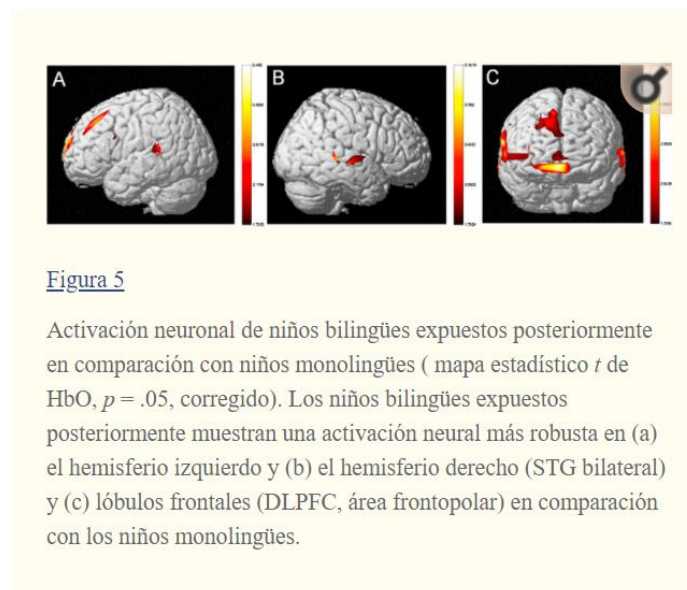 A
B
C
Figura 5
Activación neuronal de niños bilingües expuestos posteriormente
en comparación con niños monolingües ( mapa estadístico t de
HbO, p = .05, corregido). Los niños bilingües expuestos
posteriormente muestran una activación neural más robusta en (a)
el hemisferio izquierdo y (b) el hemisferio derecho (STG bilateral)
y (c) lóbulos frontales (DLPFC, área frontopolar) en comparación
con los niños monolingües.